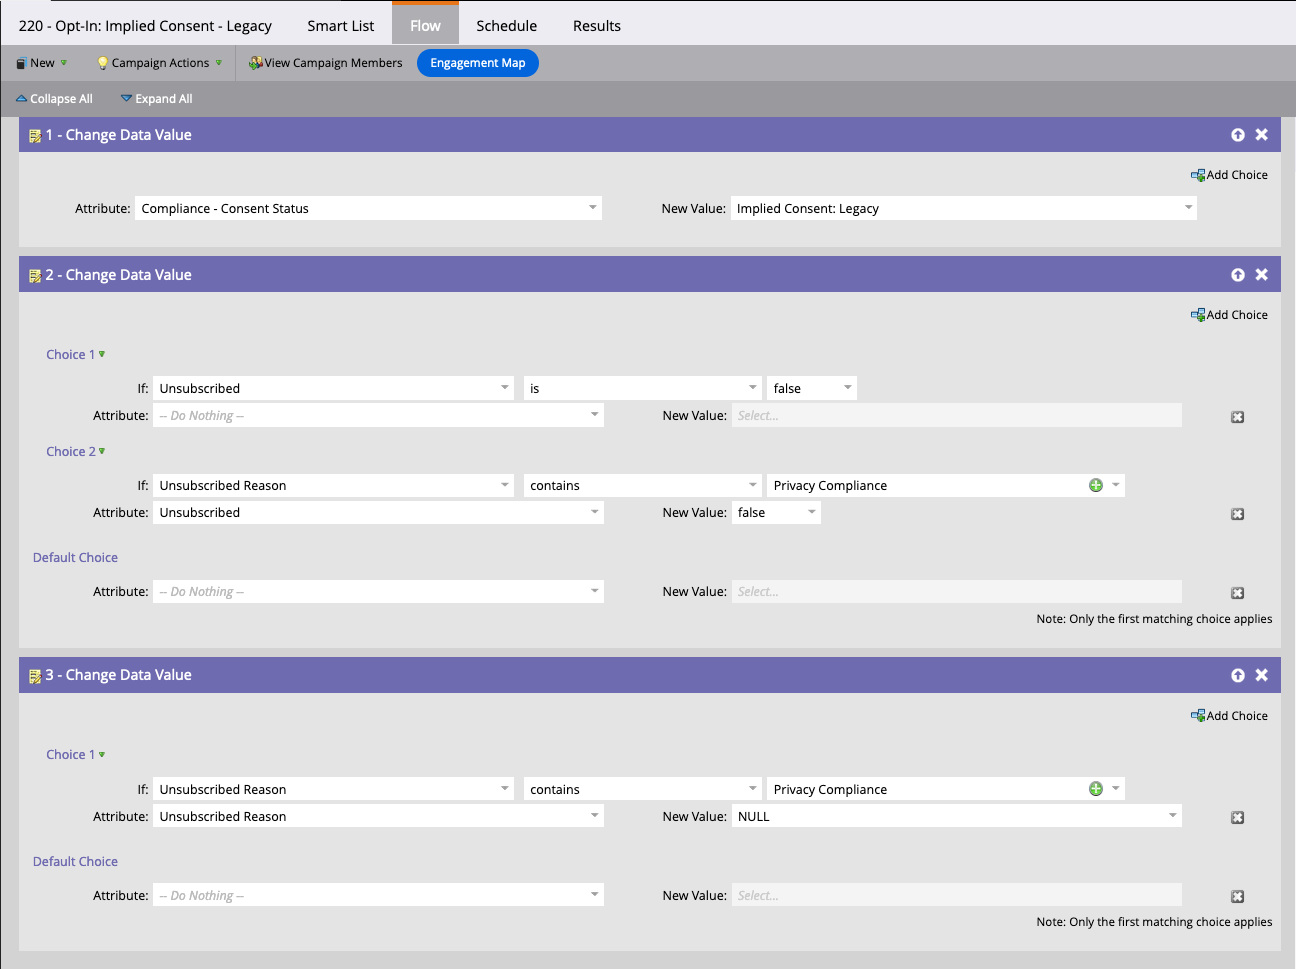 220 - Opt-In: Implied Consent - Legacy Smart List Flow Schedule Results
New Campaign Actions View Campaign Members Engagement Map
Collapse All Expand All
1 - Change Data Value
Add Choice
Attribute: Compliance - Consent Status New Value: Implied Consent: Legacy
2 - Change Data Value
Add Choice
Choice 1
If: Unsubscribed is false
Attribute: -- Do Nothing -- New Value: Select...
Choice 2
If: Unsubscribed Reason contains Privacy Compliance
Attribute: Unsubscribed New Value: false
Default Choice
Attribute: -- Do Nothing -- New Value: Select...
Note: Only the first matching choice applies
3 - Change Data Value
Add Choice
Choice 1
If: Unsubscribed Reason contains Privacy Compliance
Attribute: Unsubscribed Reason New Value: NULL
Default Choice
Attribute: -- Do Nothing -- New Value: Select...
Note: Only the first matching choice applies